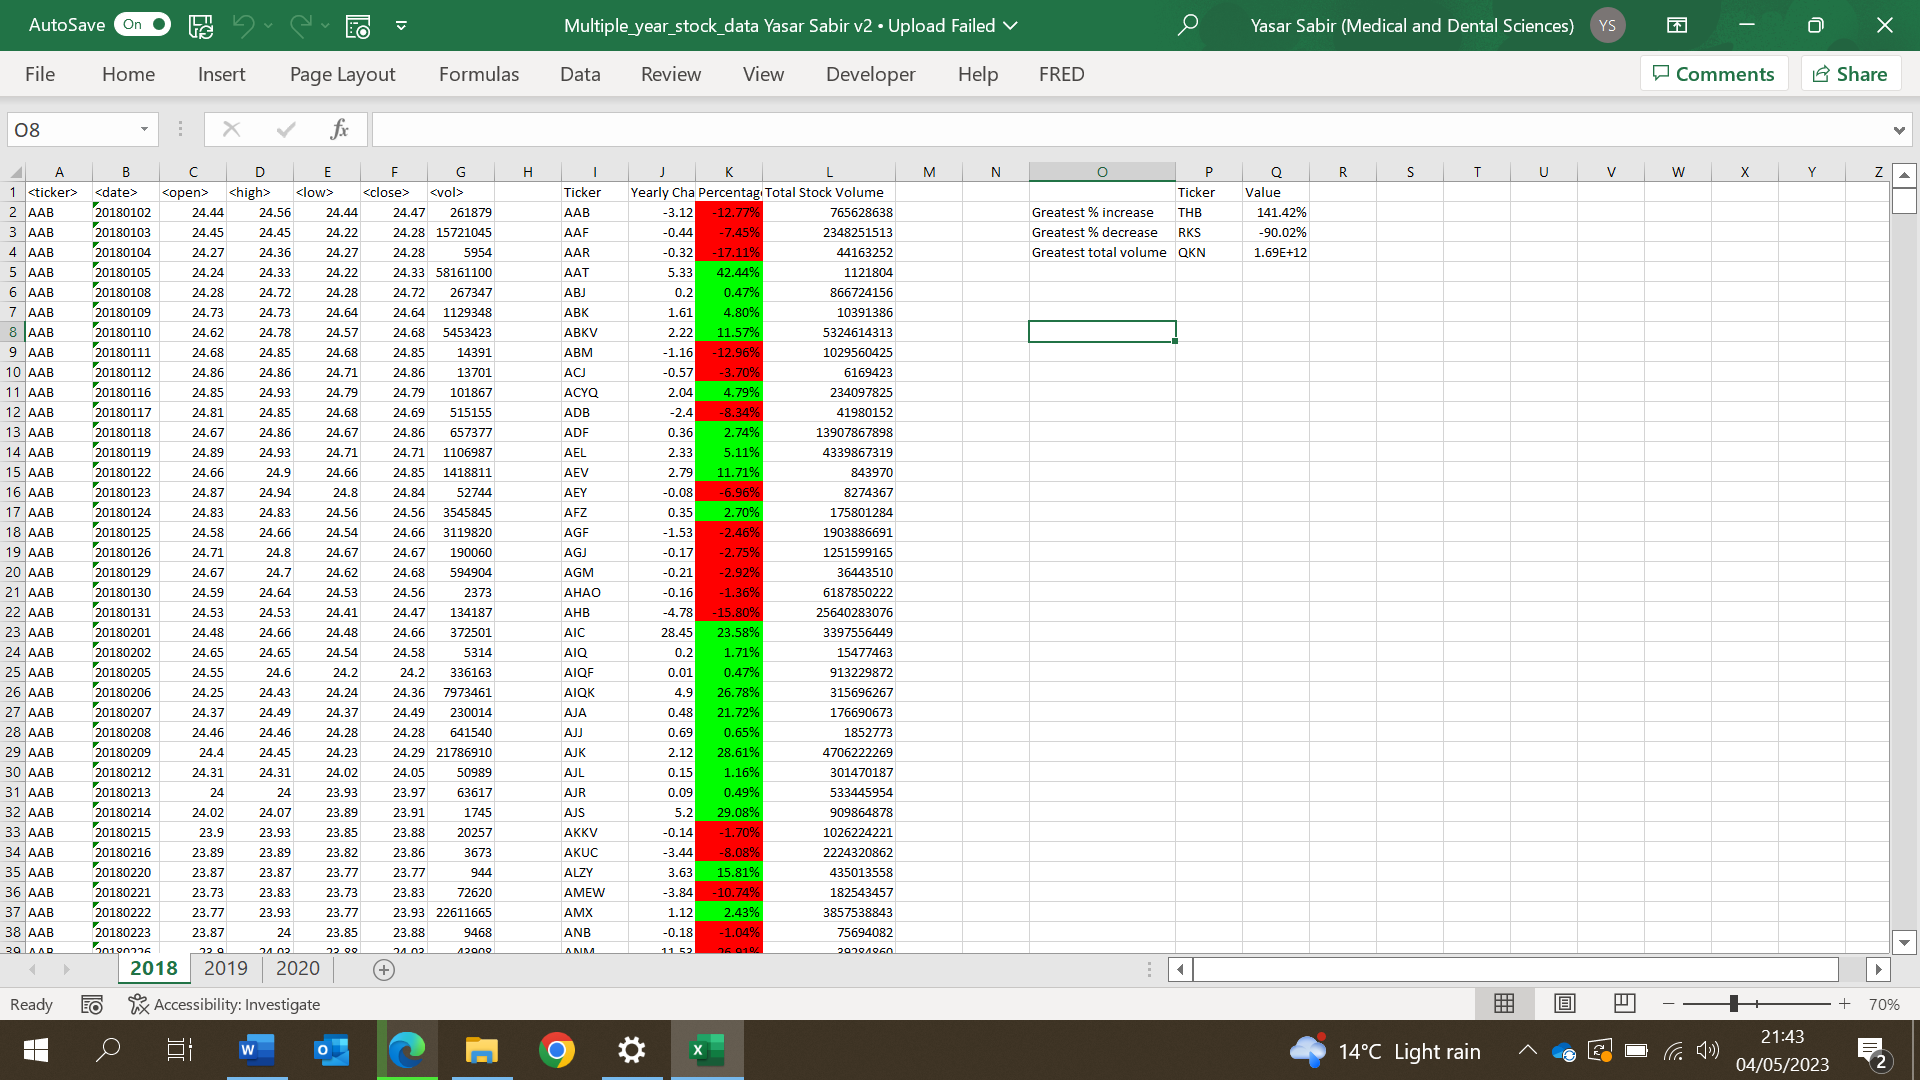 AutoSave On Multiple_year_stock_data Yasar Sabir v2 • Upload Failed Yasar Sabir (Medical and Dental Sciences) YS
File Home Insert Page Layout Formulas Data Review View Developer Help FRED Comments Share
O8 fx
A B C D E F G H I J K L M N O P Q R S T U V W X Y Z
1 <ticker> <date> <open> <high> <low> <close> <vol> Ticker Yearly Cha Percentag Total Stock Volume Ticker Value
2 AAB 20180102 24.44 24.56 24.44 24.47 261879 AAB -3.12 -12.77% 765628638 Greatest % increase THB 141.42%
3 AAB 20180103 24.45 24.45 24.22 24.28 15721045 AAF -0.44 -7.45% 2348251513 Greatest % decrease RKS -90.02%
4 AAB 20180104 24.27 24.36 24.27 24.28 5954 AAR -0.32 -17.11% 44163252 Greatest total volume QKN 1.69E+12
5 AAB 20180105 24.24 24.33 24.22 24.33 58161100 AAT 5.33 42.44% 1121804
6 AAB 20180108 24.28 24.72 24.28 24.72 267347 ABJ 0.2 0.47% 866724156
7 AAB 20180109 24.73 24.73 24.64 24.64 1129348 ABK 1.61 4.80% 10391386
8 AAB 20180110 24.62 24.78 24.57 24.68 5453423 ABKV 2.22 11.57% 5324614313
9 AAB 20180111 24.68 24.85 24.68 24.85 14391 ABM -1.16 -12.96% 1029560425
10 AAB 20180112 24.86 24.86 24.71 24.86 13701 ACJ -0.57 -3.70% 6169423
11 AAB 20180116 24.85 24.93 24.79 24.79 101867 ACYQ 2.04 4.79% 234097825
12 AAB 20180117 24.81 24.85 24.68 24.69 515155 ADB -2.4 -8.34% 41980152
13 AAB 20180118 24.67 24.86 24.67 24.86 657377 ADF 0.36 2.74% 13907867898
14 AAB 20180119 24.89 24.93 24.71 24.71 1106987 AEL 2.33 5.11% 4339867319
15 AAB 20180122 24.66 24.9 24.66 24.85 1418811 AEV 2.79 11.71% 843970
16 AAB 20180123 24.87 24.94 24.8 24.84 52744 AEY -0.08 -6.96% 8274367
17 AAB 20180124 24.83 24.83 24.56 24.56 3545845 AFZ 0.35 2.70% 175801284
18 AAB 20180125 24.58 24.66 24.54 24.66 3119820 AGF -1.53 -2.46% 1903886691
19 AAB 20180126 24.71 24.8 24.67 24.67 190060 AGJ -0.17 -2.75% 1251599165
20 AAB 20180129 24.67 24.7 24.62 24.68 594904 AGM -0.21 -2.92% 36443510
21 AAB 20180130 24.59 24.64 24.53 24.56 2373 AHAO -0.16 -1.36% 6187850222
22 AAB 20180131 24.53 24.53 24.41 24.47 134187 AHB -4.78 -15.80% 25640283076
23 AAB 20180201 24.48 24.66 24.48 24.66 372501 AIC 28.45 23.58% 3397556449
24 AAB 20180202 24.65 24.65 24.54 24.58 5314 AIQ 0.2 1.71% 15477463
25 AAB 20180205 24.55 24.6 24.2 24.2 336163 AIQF 0.01 0.47% 913229872
26 AAB 20180206 24.25 24.43 24.24 24.36 7973461 AIQK 4.9 26.78% 315696267
27 AAB 20180207 24.37 24.49 24.37 24.49 230014 AJA 0.48 21.72% 176690673
28 AAB 20180208 24.46 24.46 24.28 24.28 641540 AJJ 0.69 0.65% 1852773
29 AAB 20180209 24.4 24.45 24.23 24.29 21786910 AJK 2.12 28.61% 4706222269
30 AAB 20180212 24.31 24.31 24.02 24.05 50989 AJL 0.15 1.16% 301470187
31 AAB 20180213 24 24 23.93 23.97 63617 AJR 0.09 0.49% 533445954
32 AAB 20180214 24.02 24.07 23.89 23.91 1745 AJS 5.2 29.08% 909864878
33 AAB 20180215 23.9 23.93 23.85 23.88 20257 AKKV -0.14 -1.70% 1026224221
34 AAB 20180216 23.89 23.89 23.82 23.86 3673 AKUC -3.44 -8.08% 2224320862
35 AAB 20180220 23.87 23.87 23.77 23.77 944 ALZY 3.63 15.81% 435013558
36 AAB 20180221 23.73 23.83 23.73 23.83 72620 AMEW -3.84 -10.74% 182543457
37 AAB 20180222 23.77 23.93 23.77 23.93 22611665 AMX 1.12 2.43% 3857538843
38 AAB 20180223 23.87 24 23.85 23.88 9468 ANB -0.18 -1.04% 75694082
39 AAB 20180226 23.9 24.03 23.88 24.03 43908 ANM 11.53 26.91% 39284860
2018 2019 2020
Ready Accessibility: Investigate 70%
14°C Light rain 21:43
04/05/2023 2